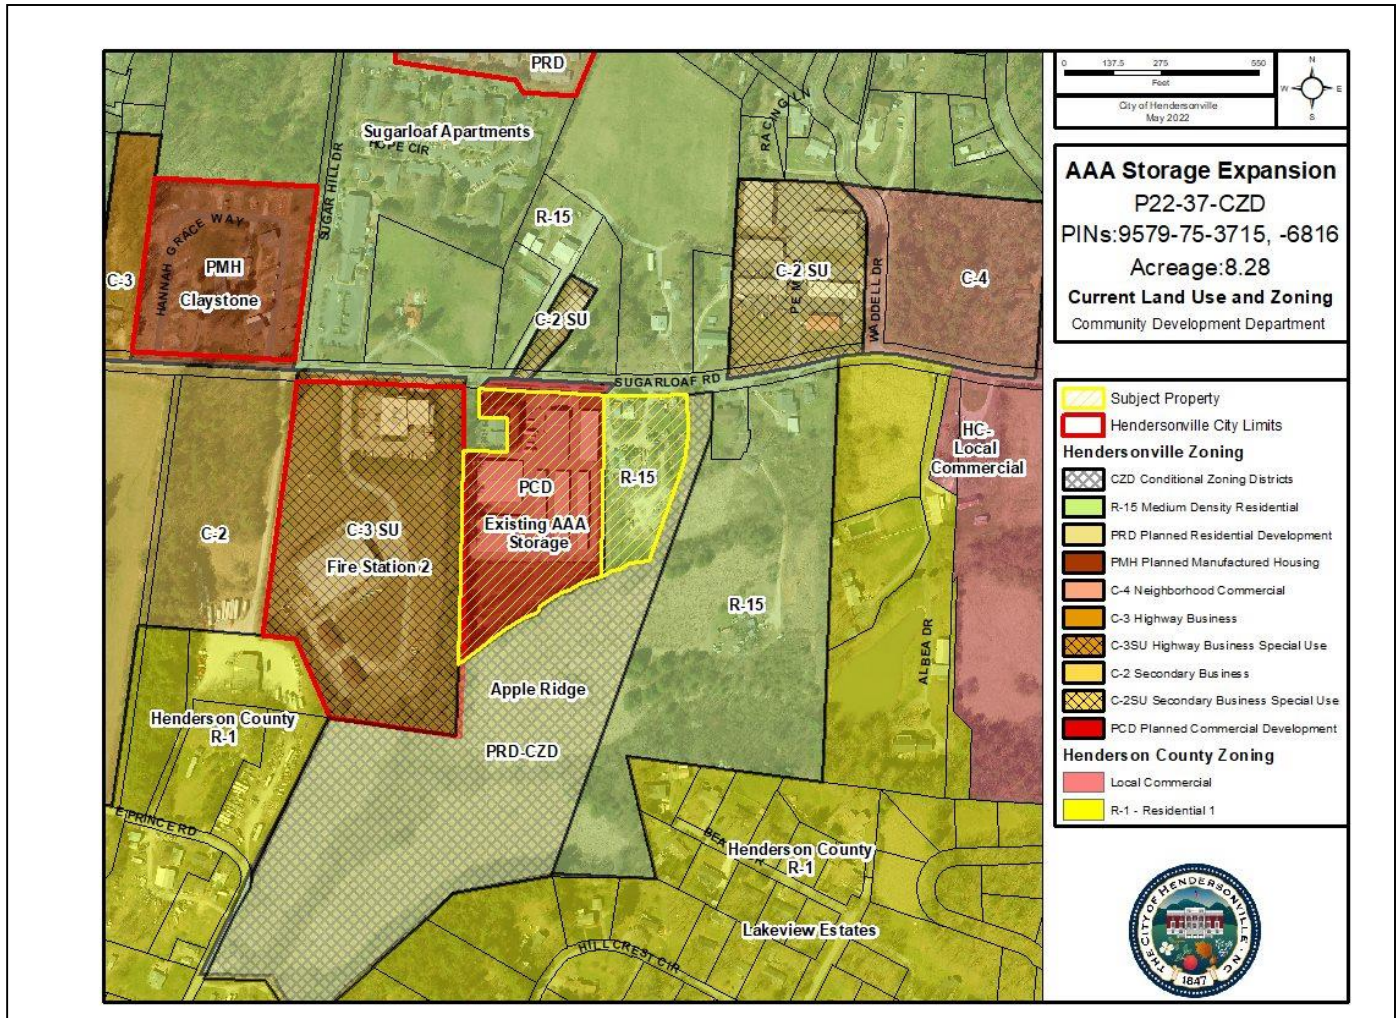 PRD
Sugarloaf Apartments
HOPE CIR
RACING LN
SUGAR HILL DR
R-15
HANNAH GRACE WAY
C-3
PMH
Claystone
C-2 SU
C-2 SU
WADDELL DR
C-4
SUGARLOAF RD
C-2
C-3 SU
Fire Station 2
PCD
Existing AAA
Storage
R-15
HC-
Local
Commercial
R-15
ALBEA DR
Apple Ridge
PRD-CZD
Henderson County
R-1
E PRINCE RD
Henderson County
R-1
Lakeview Estates
HILLCREST CIR
0 137.5 275 550
Feet
N
W E
S
City of Hendersonville
May 2022
AAA Storage Expansion
P22-37-CZD
PINs:9579-75-3715, -6816
Acreage:8.28
Current Land Use and Zoning
Community Development Department
Subject Property
Hendersonville City Limits
Hendersonville Zoning
CZD Conditional Zoning Districts
R-15 Medium Density Residential
PRD Planned Residential Development
PMH Planned Manufactured Housing
C-4 Neighborhood Commercial
C-3 Highway Business
C-3SU Highway Business Special Use
C-2 Secondary Business
C-2SU Secondary Business Special Use
PCD Planned Commercial Development
Henderson County Zoning
Local Commercial
R-1 - Residential 1
THE CITY OF HENDERSONVILLE, NC
1847